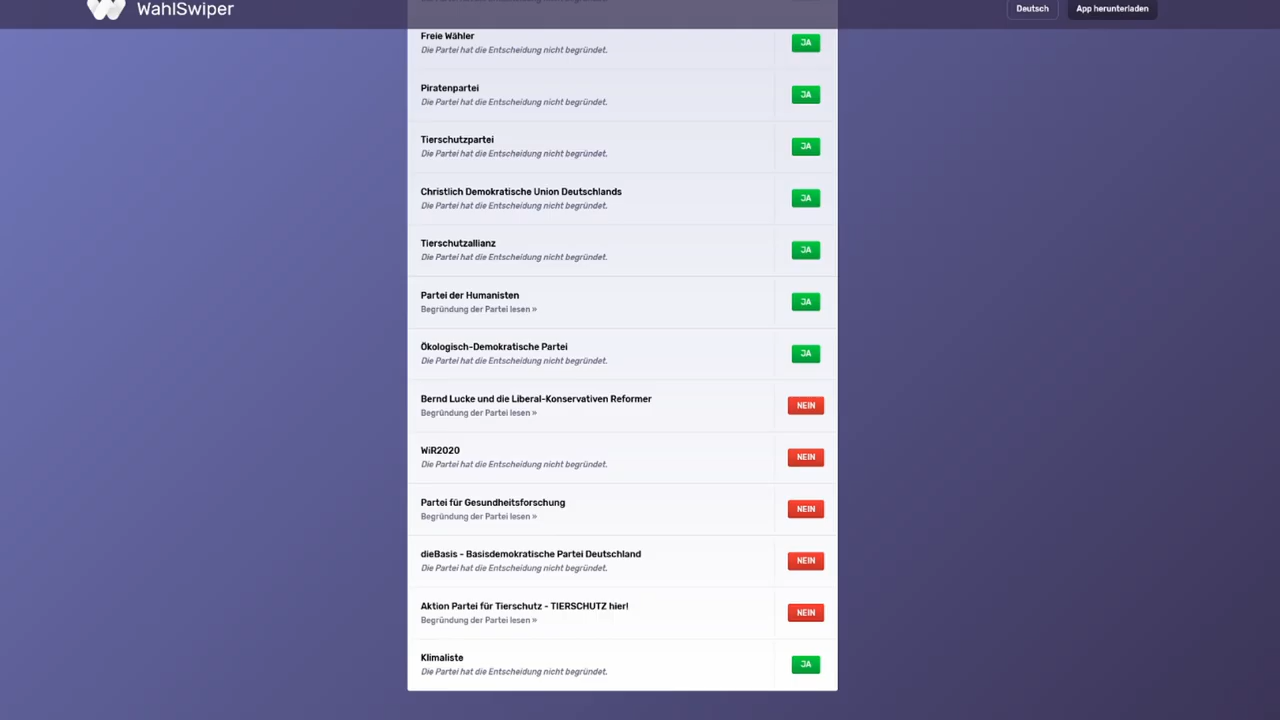 WahlSwiper
Deutsch
App herunterladen
Freie Wähler
Die Partei hat die Entscheidung nicht begründet.
JA
Piratenpartei
Die Partei hat die Entscheidung nicht begründet.
JA
Tierschutzpartei
Die Partei hat die Entscheidung nicht begründet.
JA
Christlich Demokratische Union Deutschlands
Die Partei hat die Entscheidung nicht begründet.
JA
Tierschutzallianz
Die Partei hat die Entscheidung nicht begründet.
JA
Partei der Humanisten
Begründung der Partei lesen »
JA
Ökologisch-Demokratische Partei
Die Partei hat die Entscheidung nicht begründet.
JA
Bernd Lucke und die Liberal-Konservativen Reformer
Begründung der Partei lesen »
NEIN
WiR2020
Die Partei hat die Entscheidung nicht begründet.
NEIN
Partei für Gesundheitsforschung
Begründung der Partei lesen »
NEIN
dieBasis - Basisdemokratische Partei Deutschland
Die Partei hat die Entscheidung nicht begründet.
NEIN
Aktion Partei für Tierschutz - TIERSCHUTZ hier!
Begründung der Partei lesen »
NEIN
Klimaliste
Die Partei hat die Entscheidung nicht begründet.
JA